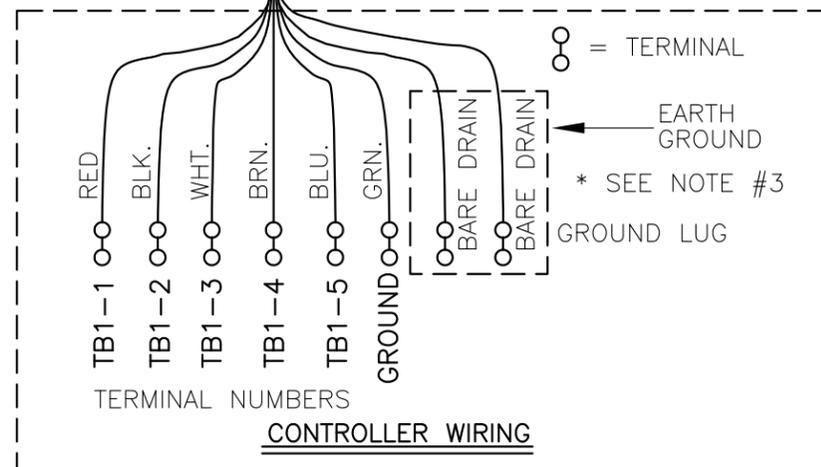 = TERMINAL
EARTH
GROUND
* SEE NOTE #3
GROUND LUG
RED
BLK.
WHT.
BRN.
BLU.
GRN.
BARE DRAIN
BARE DRAIN
TB1-1
TB1-2
TB1-3
TB1-4
TB1-5
GROUND
TERMINAL NUMBERS
CONTROLLER WIRING